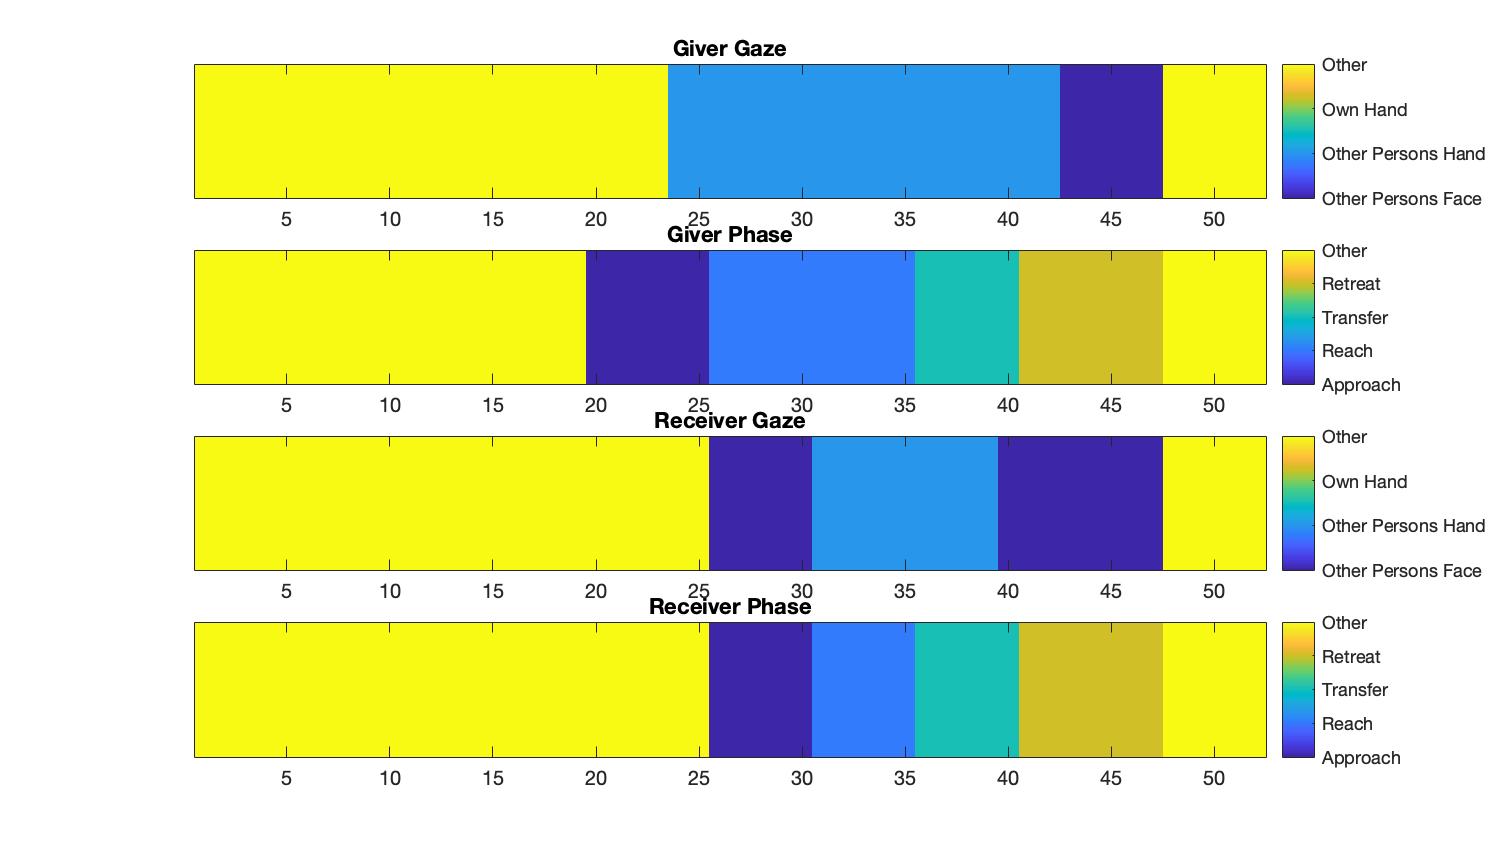 Giver Gaze
Other
Own Hand
Other Persons Hand
Other Persons Face
5 10 15 20 25 30 35 40 45 50
Giver Phase
Other
Retreat
Transfer
Reach
Approach
5 10 15 20 25 30 35 40 45 50
Receiver Gaze
Other
Own Hand
Other Persons Hand
Other Persons Face
5 10 15 20 25 30 35 40 45 50
Receiver Phase
Other
Retreat
Transfer
Reach
Approach
5 10 15 20 25 30 35 40 45 50